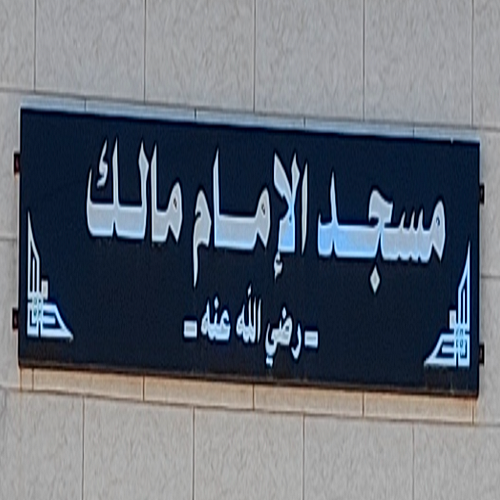 مسجد الإمام مالك
- رضي الله عنه -